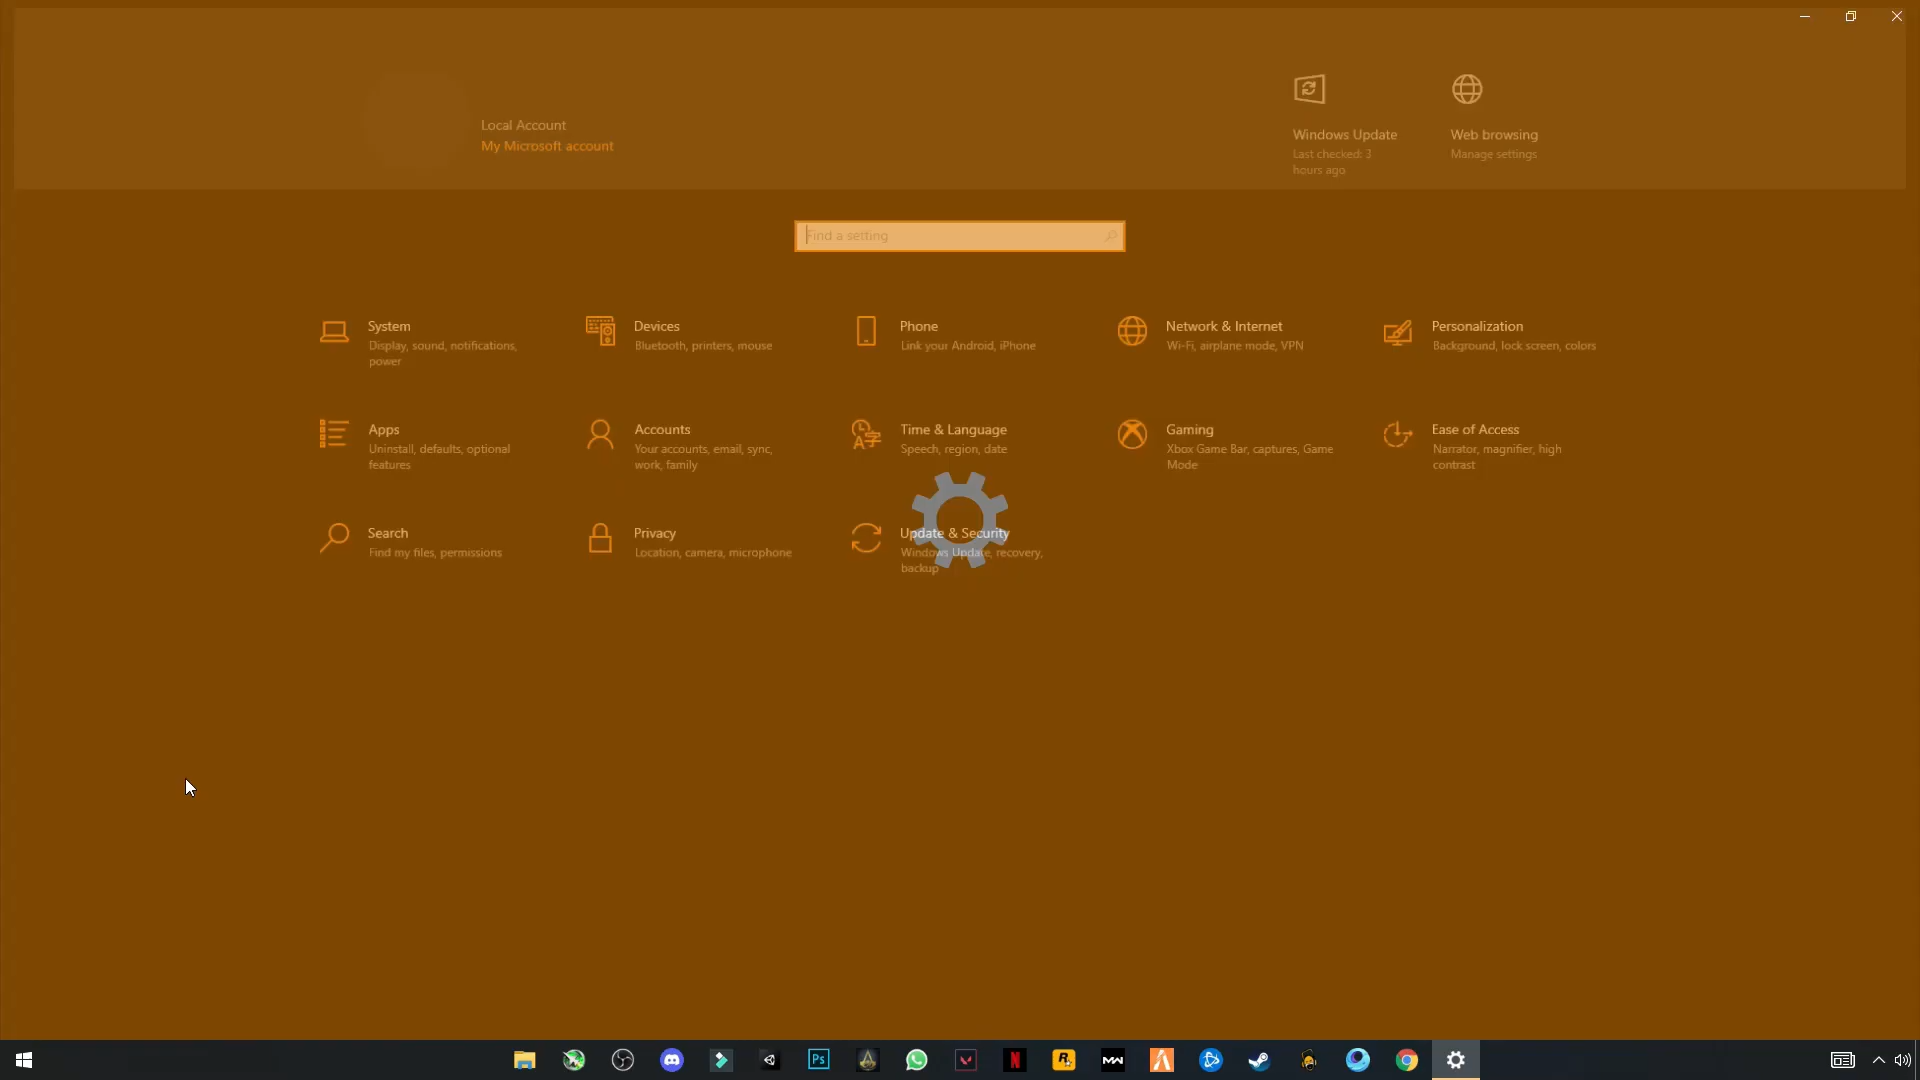 Local Account
My Microsoft account
Windows Update
Last checked: 3
hours ago
Web browsing
Manage settings
Find a setting
System
Display, sound, notifications,
power
Devices
Bluetooth, printers, mouse
Phone
Link your Android, iPhone
Network & Internet
Wi-Fi, airplane mode, VPN
Personalization
Background, lock screen, colors
Apps
Uninstall, defaults, optional
features
Accounts
Your accounts, email, sync,
work, family
Time & Language
Speech, region, date
Gaming
Xbox Game Bar, captures, Game
Mode
Ease of Access
Narrator, magnifier, high
contrast
Search
Find my files, permissions
Privacy
Location, camera, microphone
Update & Security
Windows Update, recovery,
backup
Ps
N
R
MW